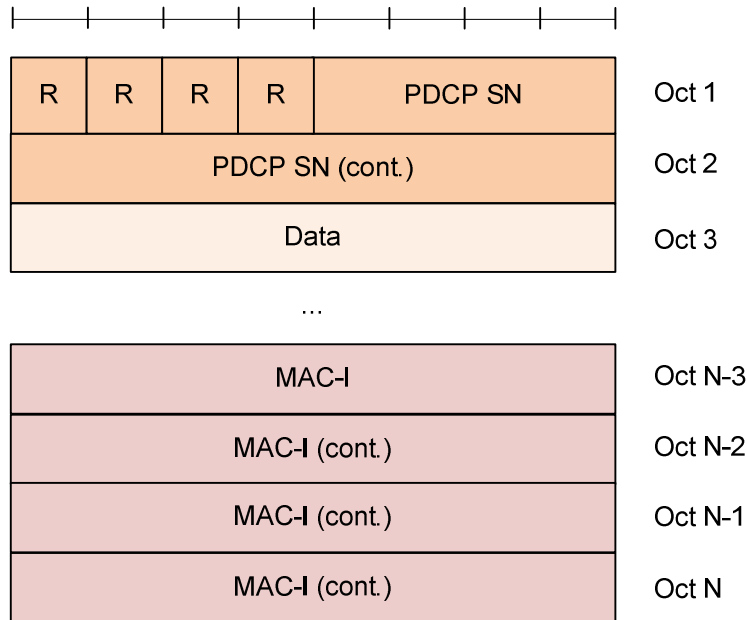 R R R R PDCP SN Oct 1
PDCP SN (cont.) Oct 2
Data Oct 3
...
MAC-I Oct N-3
MAC-I (cont.) Oct N-2
MAC-I (cont.) Oct N-1
MAC-I (cont.) Oct N